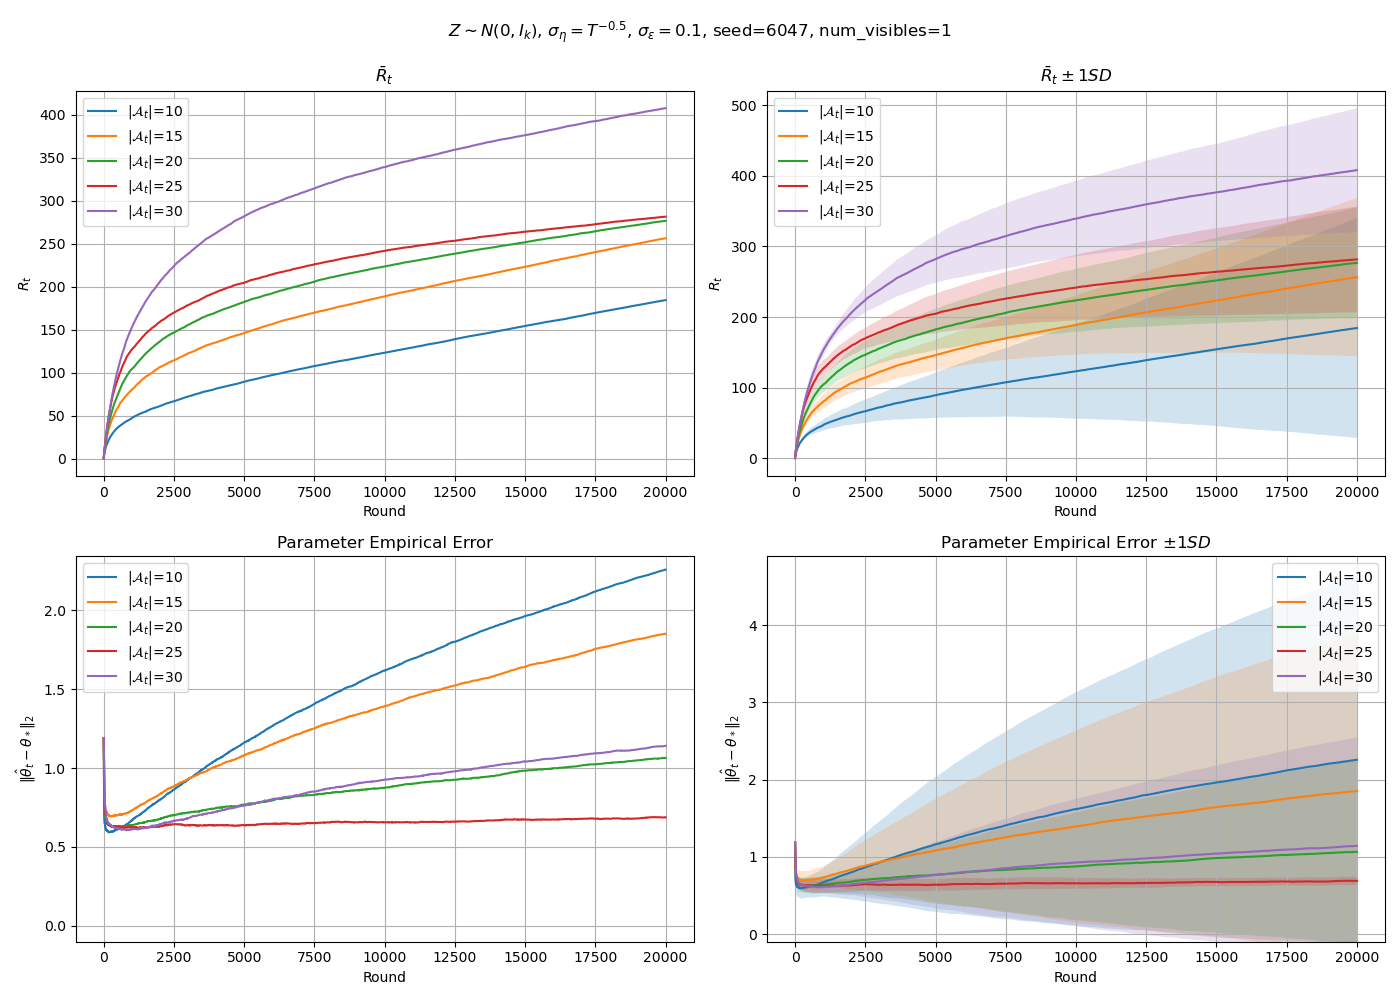 Z ∼ N(0, I_k), σ_η = T^{−0.5}, σ_ε = 0.1, seed=6047, num_visibles=1
R̄_t
R_t
400
350
300
250
200
150
100
50
0
|𝒜_t|=10
|𝒜_t|=15
|𝒜_t|=20
|𝒜_t|=25
|𝒜_t|=30
0 2500 5000 7500 10000 12500 15000 17500 20000
Round
R̄_t ± 1SD
R_t
500
400
300
200
100
0
|𝒜_t|=10
|𝒜_t|=15
|𝒜_t|=20
|𝒜_t|=25
|𝒜_t|=30
0 2500 5000 7500 10000 12500 15000 17500 20000
Round
Parameter Empirical Error
‖θ̂_t − θ_*‖_2
2.0
1.5
1.0
0.5
0.0
|𝒜_t|=10
|𝒜_t|=15
|𝒜_t|=20
|𝒜_t|=25
|𝒜_t|=30
0 2500 5000 7500 10000 12500 15000 17500 20000
Round
Parameter Empirical Error ±1SD
‖θ̂_t − θ_*‖_2
4
3
2
1
0
|𝒜_t|=10
|𝒜_t|=15
|𝒜_t|=20
|𝒜_t|=25
|𝒜_t|=30
0 2500 5000 7500 10000 12500 15000 17500 20000
Round